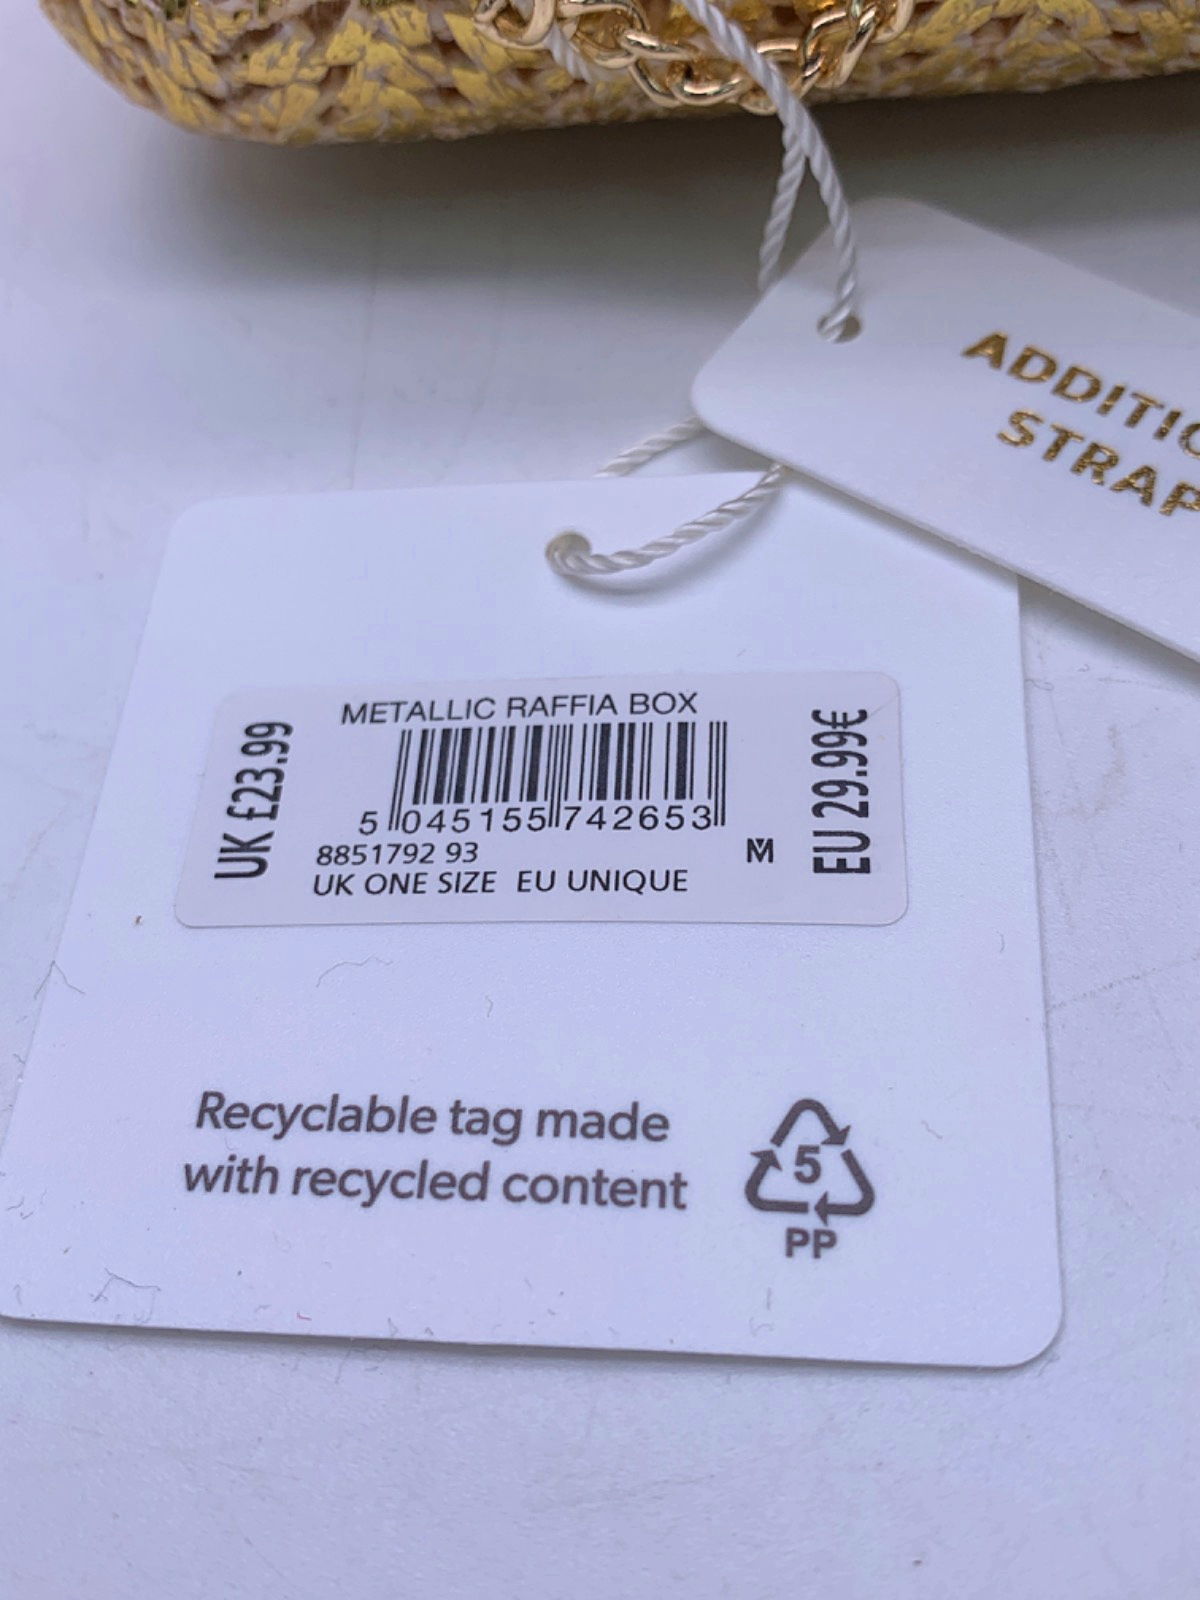 STRAP
METALLIC RAFFIA BOX
UK £23.99
EU 29.99€
5 045155 742653
8851792 93
M
UK ONE SIZE EU UNIQUE
Recyclable tag made
with recycled content
5
PP